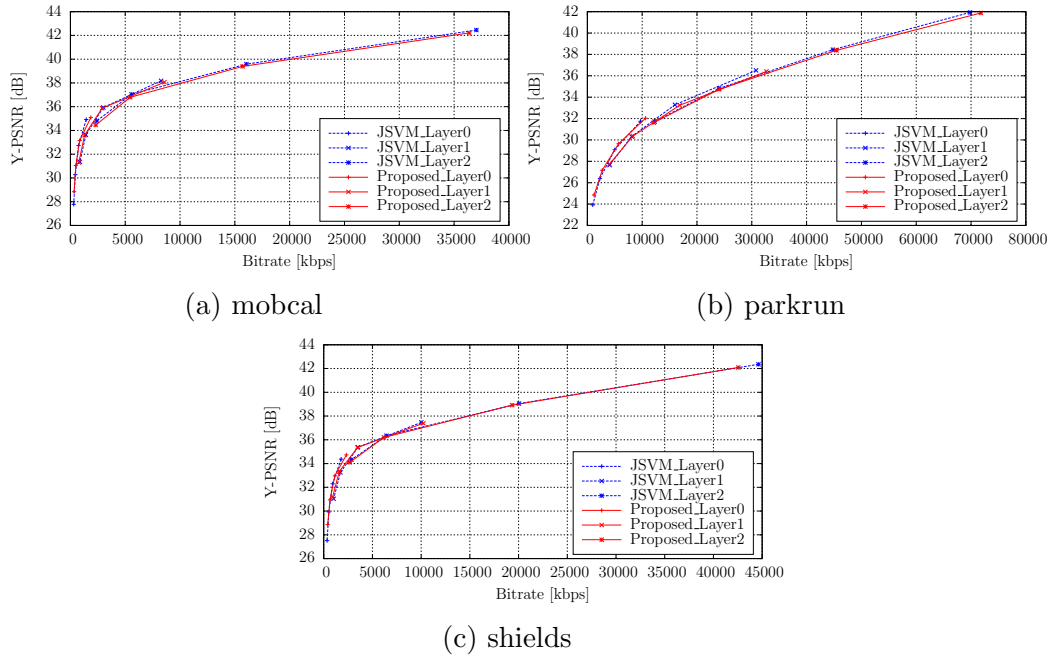 44
42
40
38
36
34
32
30
28
26
Y-PSNR [dB]
JSVM_Layer0
JSVM_Layer1
JSVM_Layer2
Proposed_Layer0
Proposed_Layer1
Proposed_Layer2
0 5000 10000 15000 20000 25000 30000 35000 40000
Bitrate [kbps]
(a) mobcal
42
40
38
36
34
32
30
28
26
24
22
Y-PSNR [dB]
JSVM_Layer0
JSVM_Layer1
JSVM_Layer2
Proposed_Layer0
Proposed_Layer1
Proposed_Layer2
0 10000 20000 30000 40000 50000 60000 70000 80000
Bitrate [kbps]
(b) parkrun
44
42
40
38
36
34
32
30
28
26
Y-PSNR [dB]
JSVM_Layer0
JSVM_Layer1
JSVM_Layer2
Proposed_Layer0
Proposed_Layer1
Proposed_Layer2
0 5000 10000 15000 20000 25000 30000 35000 40000 45000
Bitrate [kbps]
(c) shields